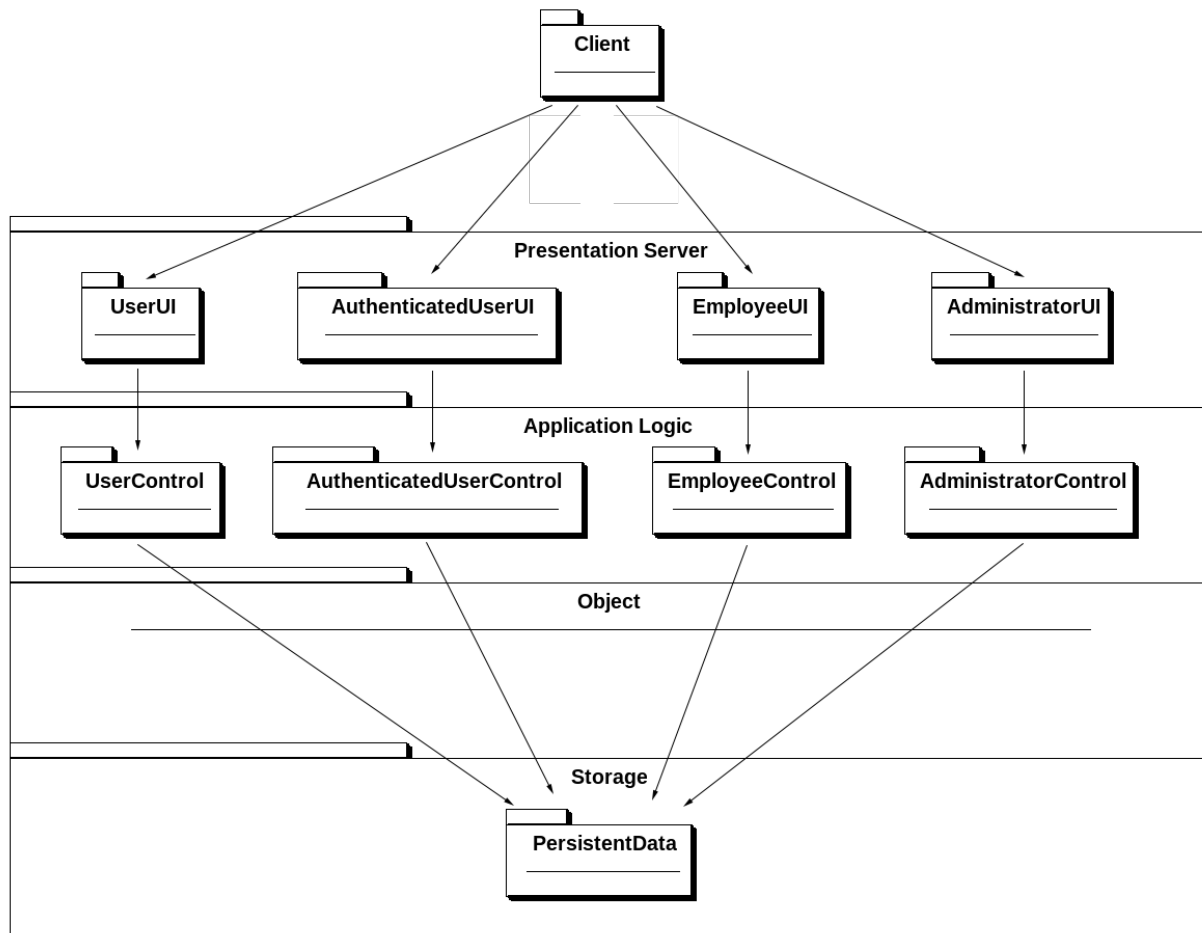 Client
Presentation Server
UserUI
AuthenticatedUserUI
EmployeeUI
AdministratorUI
Application Logic
UserControl
AuthenticatedUserControl
EmployeeControl
AdministratorControl
Object
Storage
PersistentData